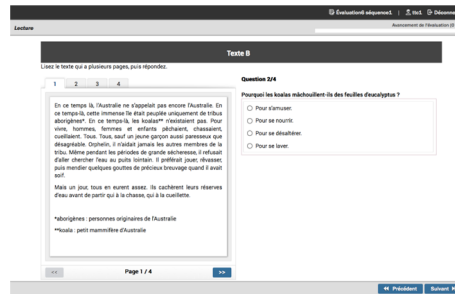 Évaluation6 séquence1 | ttc1
Lecture
Avancement de l'évaluation
Texte B
Lisez le texte qui a plusieurs pages, puis répondez.
1 2 3 4
En ce temps là, l'Australie ne s'appelait pas encore l'Australie. En
ce temps-là, cette immense île était peuplée uniquement de tribus
aborigènes*. En ce temps-là, les koalas** n'existaient pas. Pour
vivre, hommes, femmes et enfants pêchaient, chassaient,
cueillaient. Tous. Tous, sauf un jeune garçon aussi paresseux que
désagréable. Orphelin, il n'aidait jamais les autres membres de la
tribu. Même pendant les périodes de grande sécheresse, il refusait
d'aller chercher l'eau au puits lointain. Il préférait jouer, rêvasser,
puis mendier quelques gouttes de précieux breuvage quand il avait
soif.
Mais un jour, tous en eurent assez. Ils cachèrent leurs réserves
d'eau avant de partir qui à la chasse, qui à la cueillette.
*aborigènes : personnes originaires de l'Australie
**koala : petit mammifère d'Australie
<< Page 1 / 4 >>
Question 2/4
Pourquoi les koalas mâchouillent-ils des feuilles d'eucalyptus ?
Pour s'amuser.
Pour se nourrir.
Pour se désaltérer.
Pour se laver.
Précédent Suivant